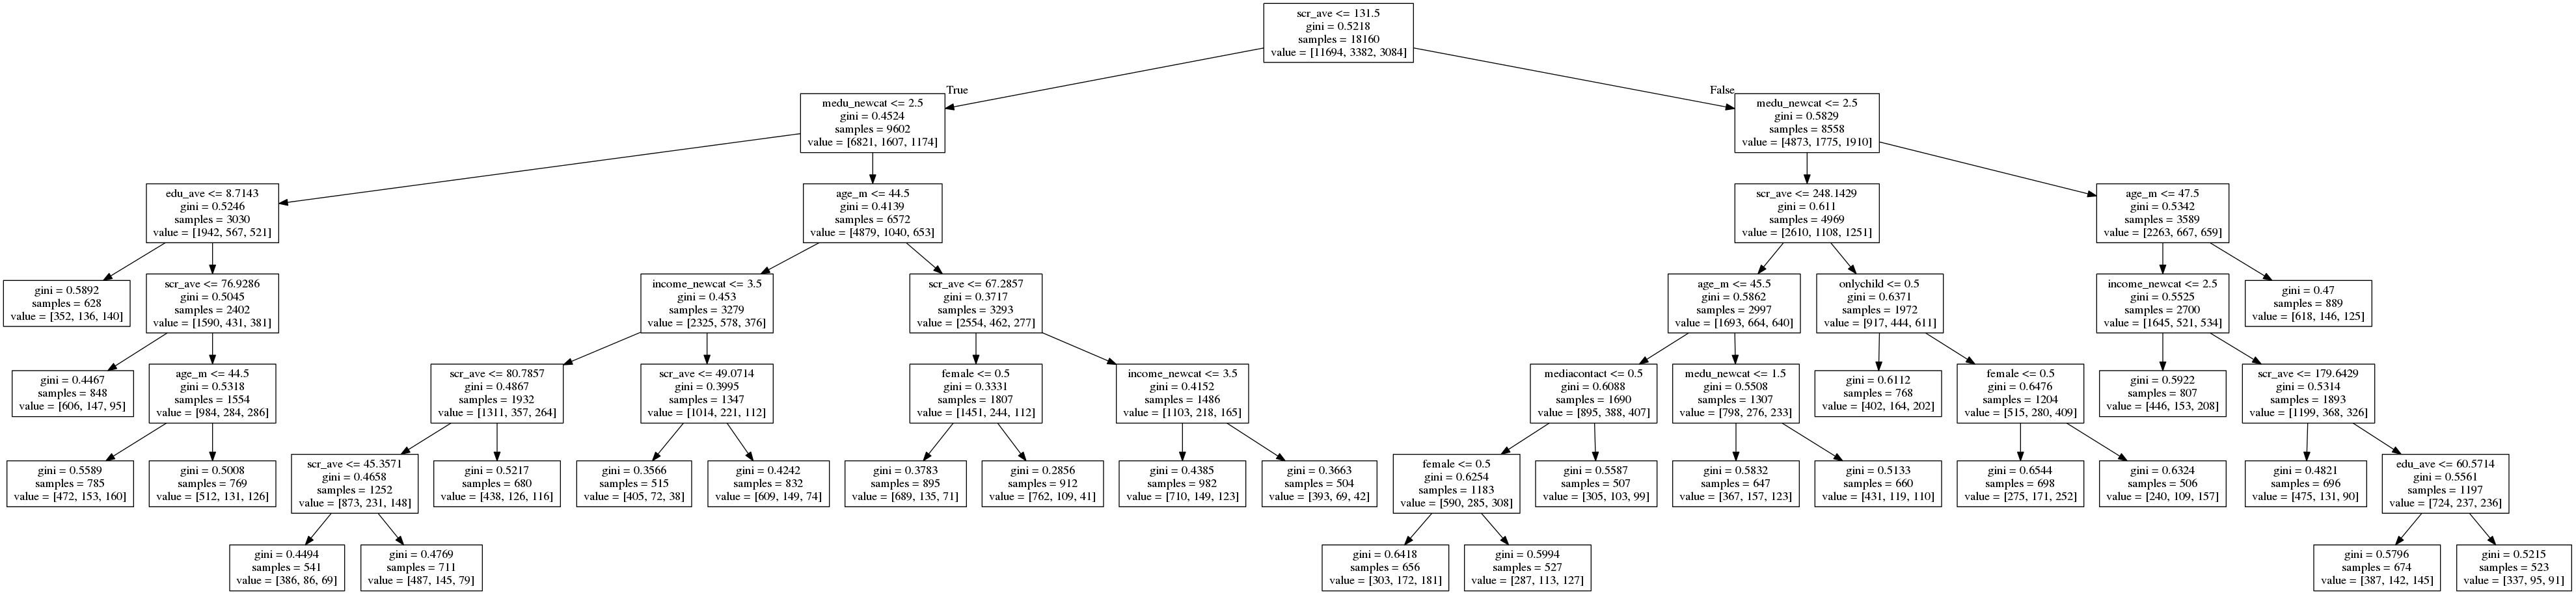 scr_ave <= 131.5
gini = 0.5218
samples = 18160
value = [11694, 3382, 3084]
True
False
medu_newcat <= 2.5
gini = 0.4524
samples = 9602
value = [6821, 1607, 1174]
medu_newcat <= 2.5
gini = 0.5829
samples = 8558
value = [4873, 1775, 1910]
edu_ave <= 8.7143
gini = 0.5246
samples = 3030
value = [1942, 567, 521]
age_m <= 44.5
gini = 0.4139
samples = 6572
value = [4879, 1040, 653]
scr_ave <= 248.1429
gini = 0.611
samples = 4969
value = [2610, 1108, 1251]
age_m <= 47.5
gini = 0.5342
samples = 3589
value = [2263, 667, 659]
gini = 0.5892
samples = 628
value = [352, 136, 140]
scr_ave <= 76.9286
gini = 0.5045
samples = 2402
value = [1590, 431, 381]
income_newcat <= 3.5
gini = 0.453
samples = 3279
value = [2325, 578, 376]
scr_ave <= 67.2857
gini = 0.3717
samples = 3293
value = [2554, 462, 277]
age_m <= 45.5
gini = 0.5862
samples = 2997
value = [1693, 664, 640]
onlychild <= 0.5
gini = 0.6371
samples = 1972
value = [917, 444, 611]
income_newcat <= 2.5
gini = 0.5525
samples = 2700
value = [1645, 521, 534]
gini = 0.47
samples = 889
value = [618, 146, 125]
gini = 0.4467
samples = 848
value = [606, 147, 95]
age_m <= 44.5
gini = 0.5318
samples = 1554
value = [984, 284, 286]
scr_ave <= 80.7857
gini = 0.4867
samples = 1932
value = [1311, 357, 264]
scr_ave <= 49.0714
gini = 0.3995
samples = 1347
value = [1014, 221, 112]
female <= 0.5
gini = 0.3331
samples = 1807
value = [1451, 244, 112]
income_newcat <= 3.5
gini = 0.4152
samples = 1486
value = [1103, 218, 165]
mediacontact <= 0.5
gini = 0.6088
samples = 1690
value = [895, 388, 407]
medu_newcat <= 1.5
gini = 0.5508
samples = 1307
value = [798, 276, 233]
gini = 0.6112
samples = 768
value = [402, 164, 202]
female <= 0.5
gini = 0.6476
samples = 1204
value = [515, 280, 409]
gini = 0.5922
samples = 807
value = [446, 153, 208]
scr_ave <= 179.6429
gini = 0.5314
samples = 1893
value = [1199, 368, 326]
gini = 0.5589
samples = 785
value = [472, 153, 160]
gini = 0.5008
samples = 769
value = [512, 131, 126]
scr_ave <= 45.3571
gini = 0.4658
samples = 1252
value = [873, 231, 148]
gini = 0.5217
samples = 680
value = [438, 126, 116]
gini = 0.3566
samples = 515
value = [405, 72, 38]
gini = 0.4242
samples = 832
value = [609, 149, 74]
gini = 0.3783
samples = 895
value = [689, 135, 71]
gini = 0.2856
samples = 912
value = [762, 109, 41]
gini = 0.4385
samples = 982
value = [710, 149, 123]
gini = 0.3663
samples = 504
value = [393, 69, 42]
female <= 0.5
gini = 0.6254
samples = 1183
value = [590, 285, 308]
gini = 0.5587
samples = 507
value = [305, 103, 99]
gini = 0.5832
samples = 647
value = [367, 157, 123]
gini = 0.5133
samples = 660
value = [431, 119, 110]
gini = 0.6544
samples = 698
value = [275, 171, 252]
gini = 0.6324
samples = 506
value = [240, 109, 157]
gini = 0.4821
samples = 696
value = [475, 131, 90]
edu_ave <= 60.5714
gini = 0.5561
samples = 1197
value = [724, 237, 236]
gini = 0.4494
samples = 541
value = [386, 86, 69]
gini = 0.4769
samples = 711
value = [487, 145, 79]
gini = 0.6418
samples = 656
value = [303, 172, 181]
gini = 0.5994
samples = 527
value = [287, 113, 127]
gini = 0.5796
samples = 674
value = [387, 142, 145]
gini = 0.5215
samples = 523
value = [337, 95, 91]